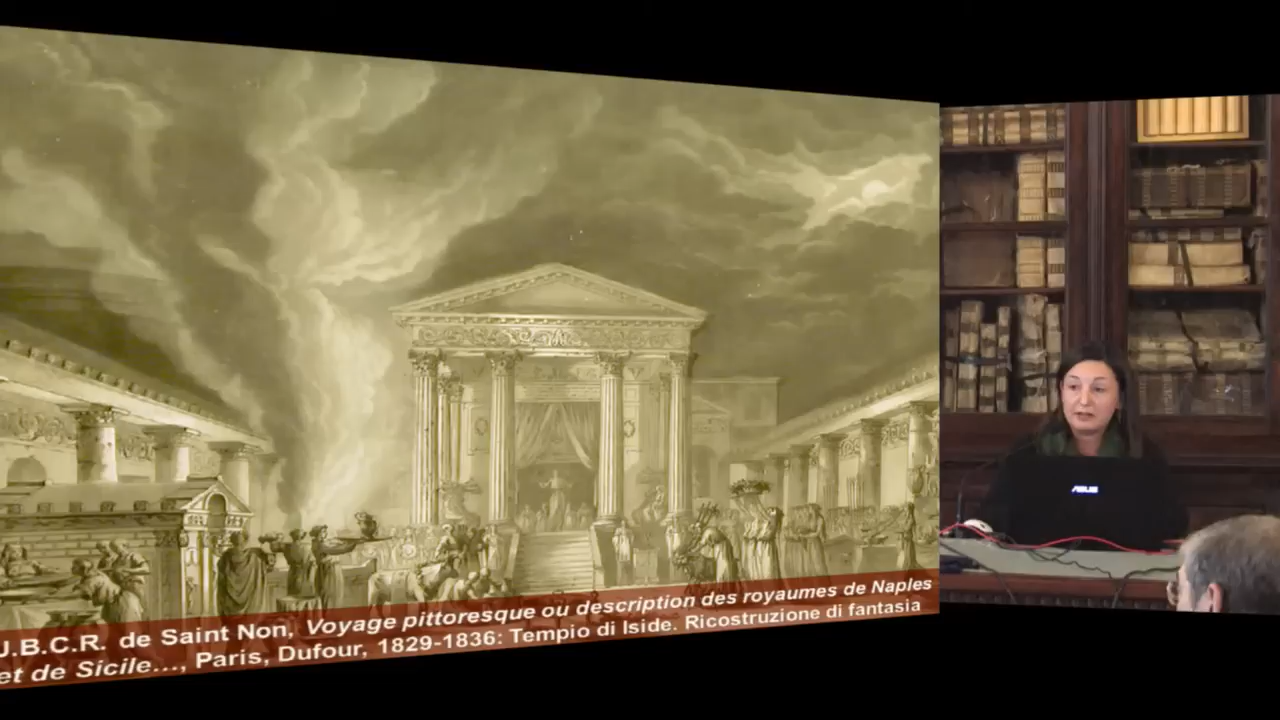 J.B.C.R. de Saint Non, Voyage pittoresque ou description des royaumes de Naples
et de Sicile..., Paris, Dufour, 1829-1836: Tempio di Iside. Ricostruzione di fantasia
ASUS